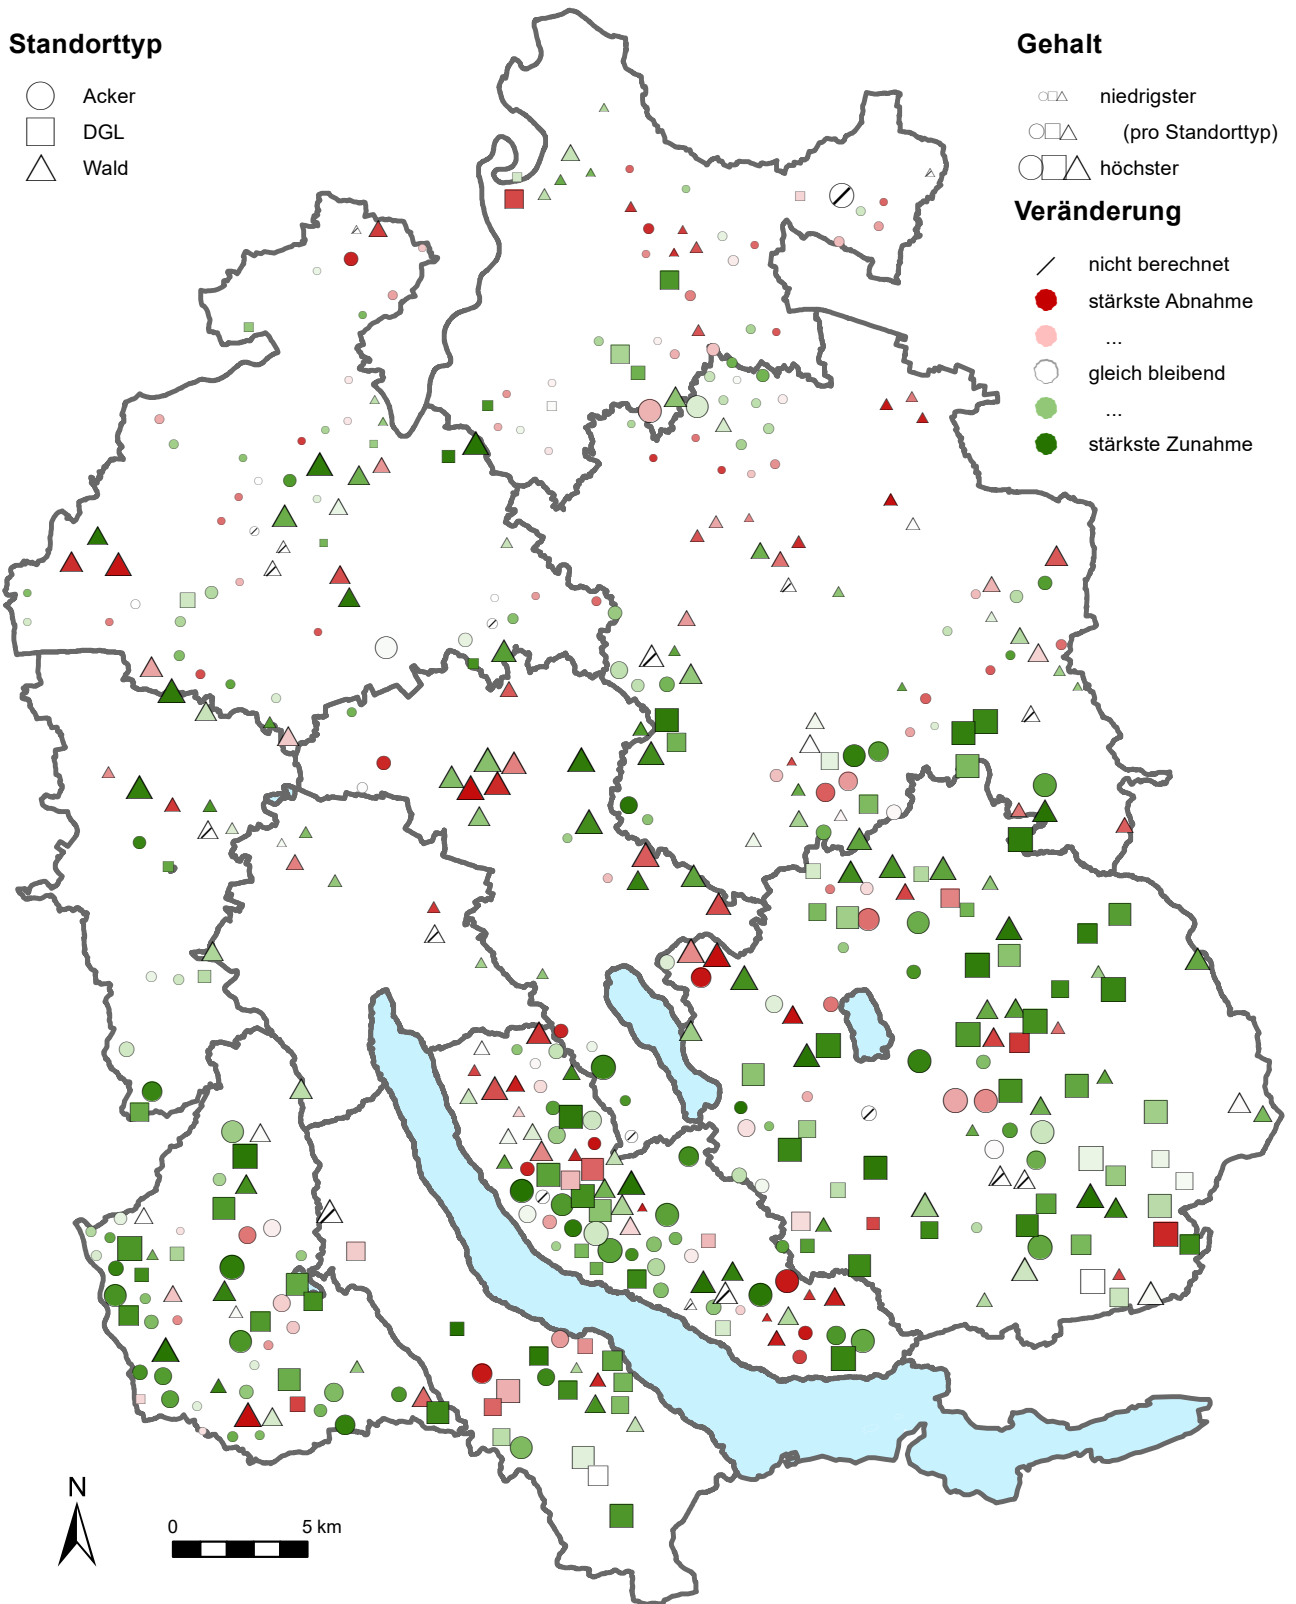 Standorttyp
Acker
DGL
Wald
Gehalt
niedrigster
(pro Standorttyp)
höchster
Veränderung
nicht berechnet
stärkste Abnahme
...
gleich bleibend
...
stärkste Zunahme
N
0 5 km